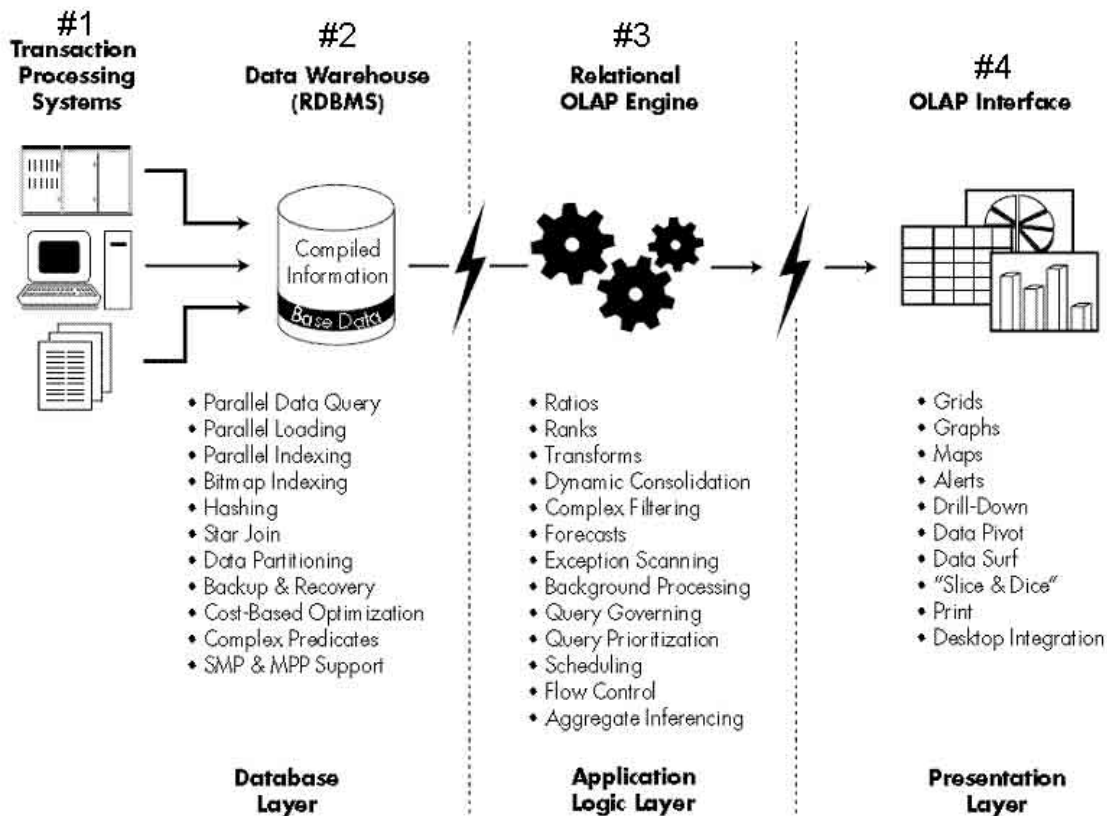 #1
Transaction
Processing
Systems
#2
Data Warehouse
(RDBMS)
#3
Relational
OLAP Engine
#4
OLAP Interface
Compiled
Information
Base Data
• Parallel Data Query
• Parallel Loading
• Parallel Indexing
• Bitmap Indexing
• Hashing
• Star Join
• Data Partitioning
• Backup & Recovery
• Cost-Based Optimization
• Complex Predicates
• SMP & MPP Support
• Ratios
• Ranks
• Transforms
• Dynamic Consolidation
• Complex Filtering
• Forecasts
• Exception Scanning
• Background Processing
• Query Governing
• Query Prioritization
• Scheduling
• Flow Control
• Aggregate Inferencing
• Grids
• Graphs
• Maps
• Alerts
• Drill-Down
• Data Pivot
• Data Surf
• "Slice & Dice"
• Print
• Desktop Integration
Database
Layer
Application
Logic Layer
Presentation
Layer